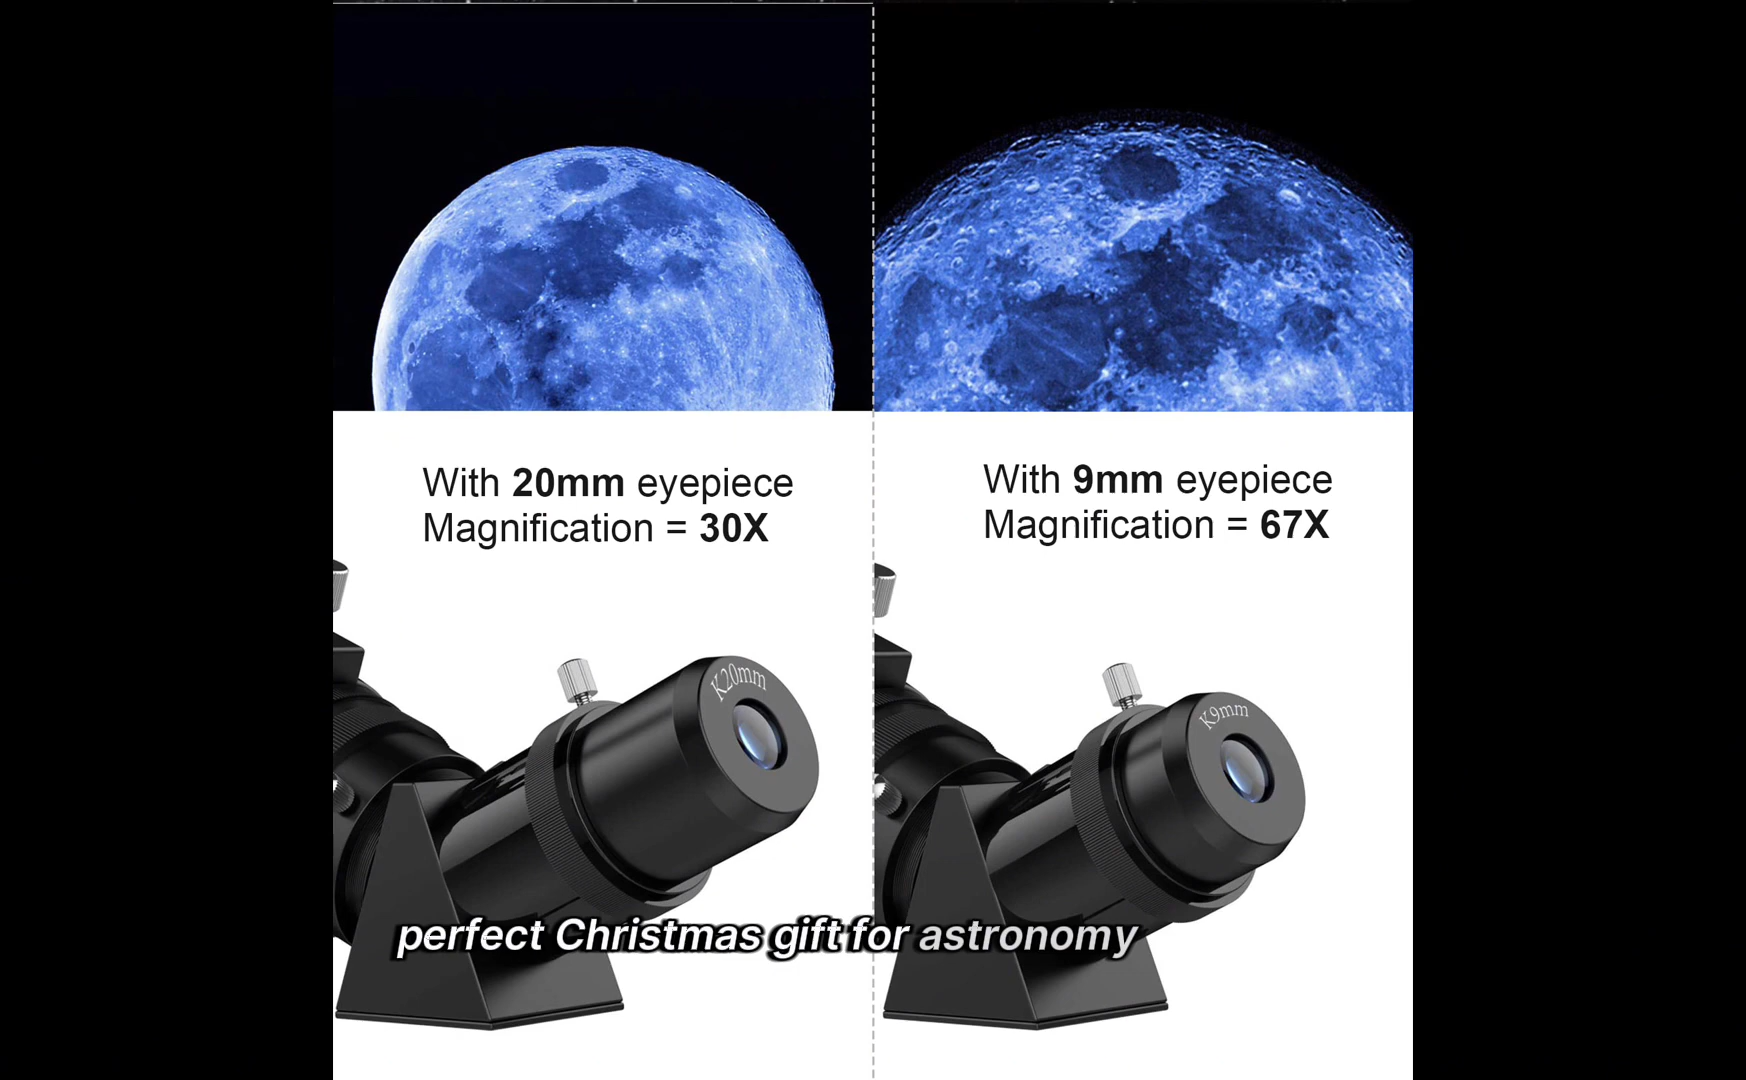 With 20mm eyepiece
Magnification = 30X
With 9mm eyepiece
Magnification = 67X
K20mm
K9mm
perfect Christmas gift for astronomy